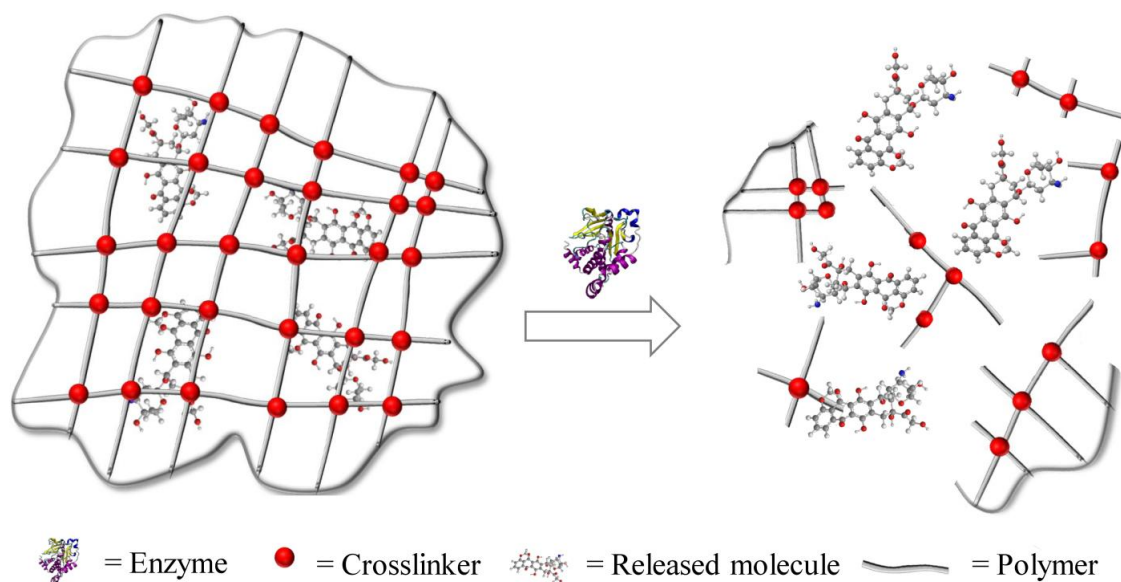 = Enzyme = Crosslinker = Released molecule = Polymer